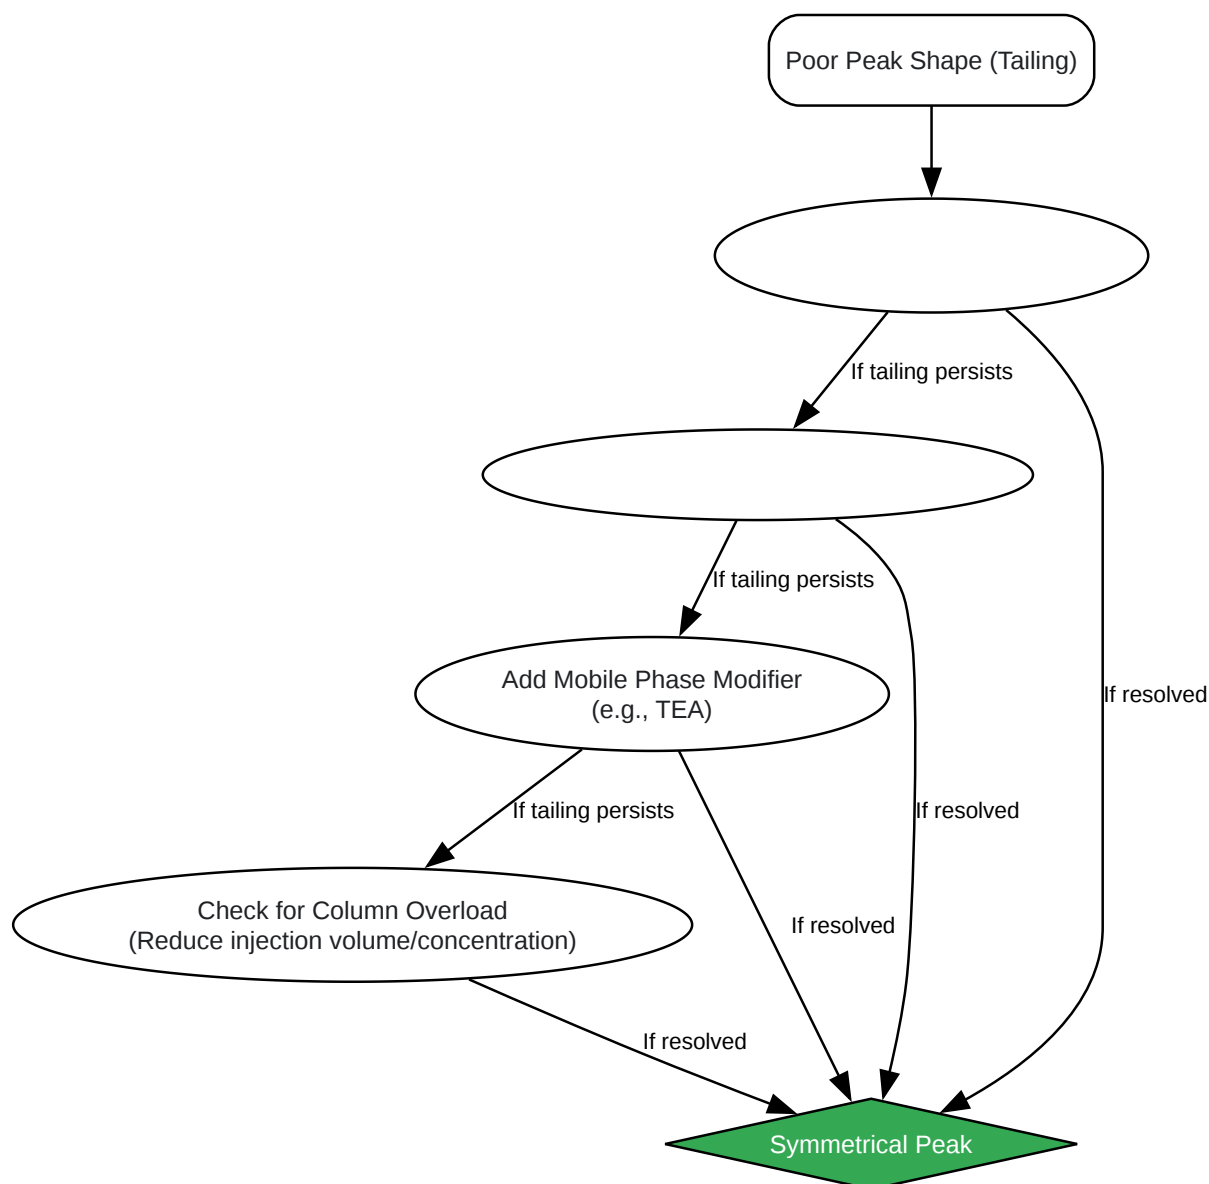 Poor Peak Shape (Tailing)
If tailing persists
If tailing persists
Add Mobile Phase Modifier
(e.g., TEA)
If resolved
If tailing persists
If resolved
Check for Column Overload
(Reduce injection volume/concentration)
If resolved
If resolved
Symmetrical Peak